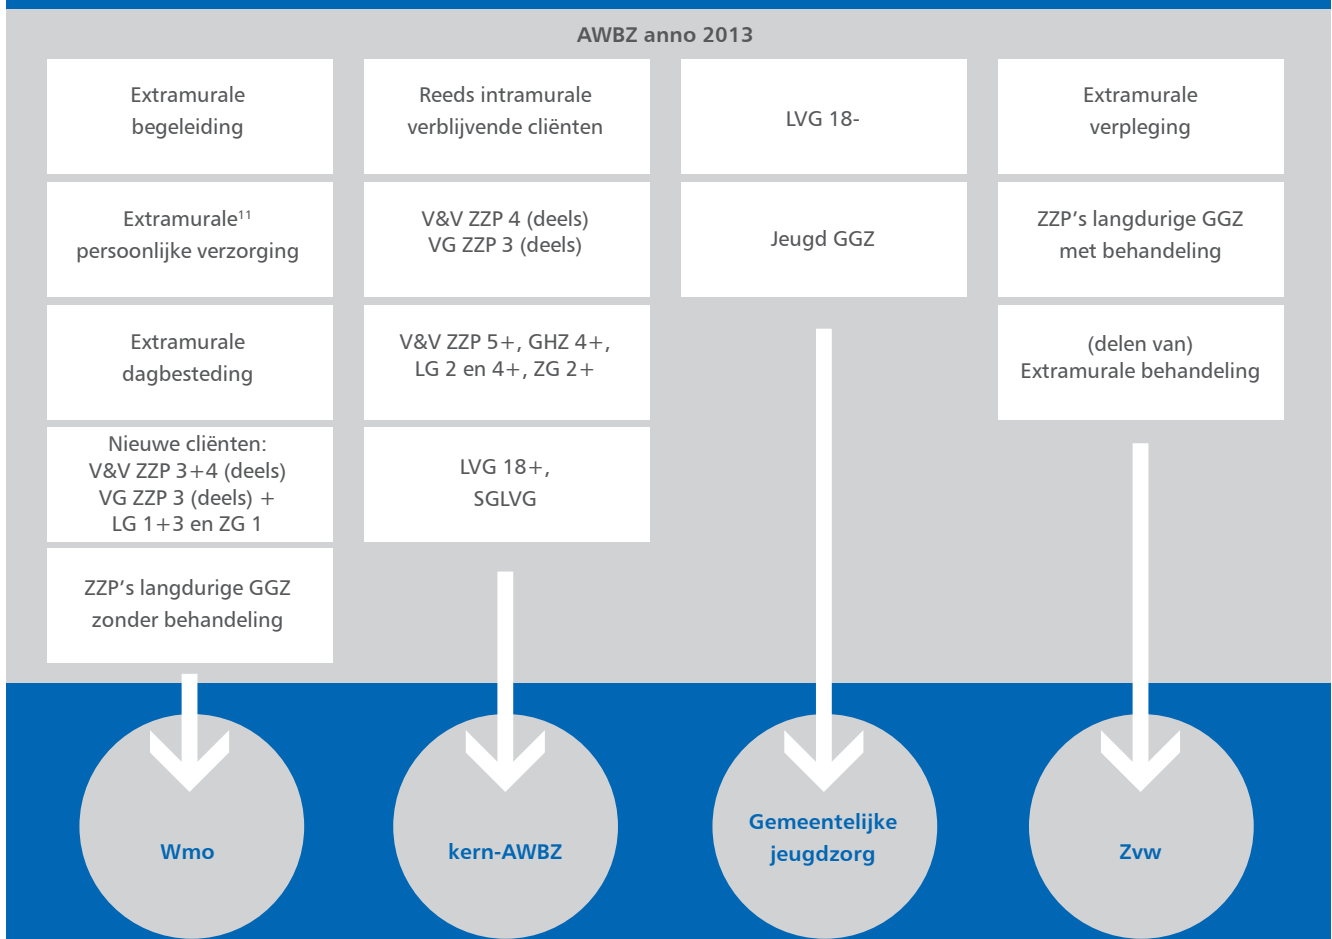 AWBZ anno 2013
Extramurale
begeleiding
Extramurale¹¹
persoonlijke verzorging
Extramurale
dagbesteding
Nieuwe cliënten:
V&V ZZP 3+4 (deels)
VG ZZP 3 (deels) +
LG 1+3 en ZG 1
ZZP's langdurige GGZ
zonder behandeling
Wmo
Reeds intramurale
verblijvende cliënten
V&V ZZP 4 (deels)
VG ZZP 3 (deels)
V&V ZZP 5+, GHZ 4+,
LG 2 en 4+, ZG 2+
LVG 18+,
SGLVG
kern-AWBZ
LVG 18-
Jeugd GGZ
Gemeentelijke
jeugdzorg
Extramurale
verpleging
ZZP's langdurige GGZ
met behandeling
(delen van)
Extramurale behandeling
Zvw